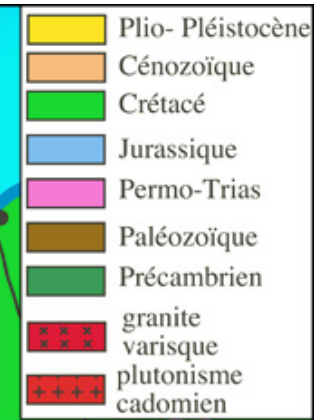 Plio- Pléistocène
Cénozoïque
Crétacé
Jurassique
Permo-Trias
Paléozoïque
Précambrien
granite
varisque
plutonisme
cadomien